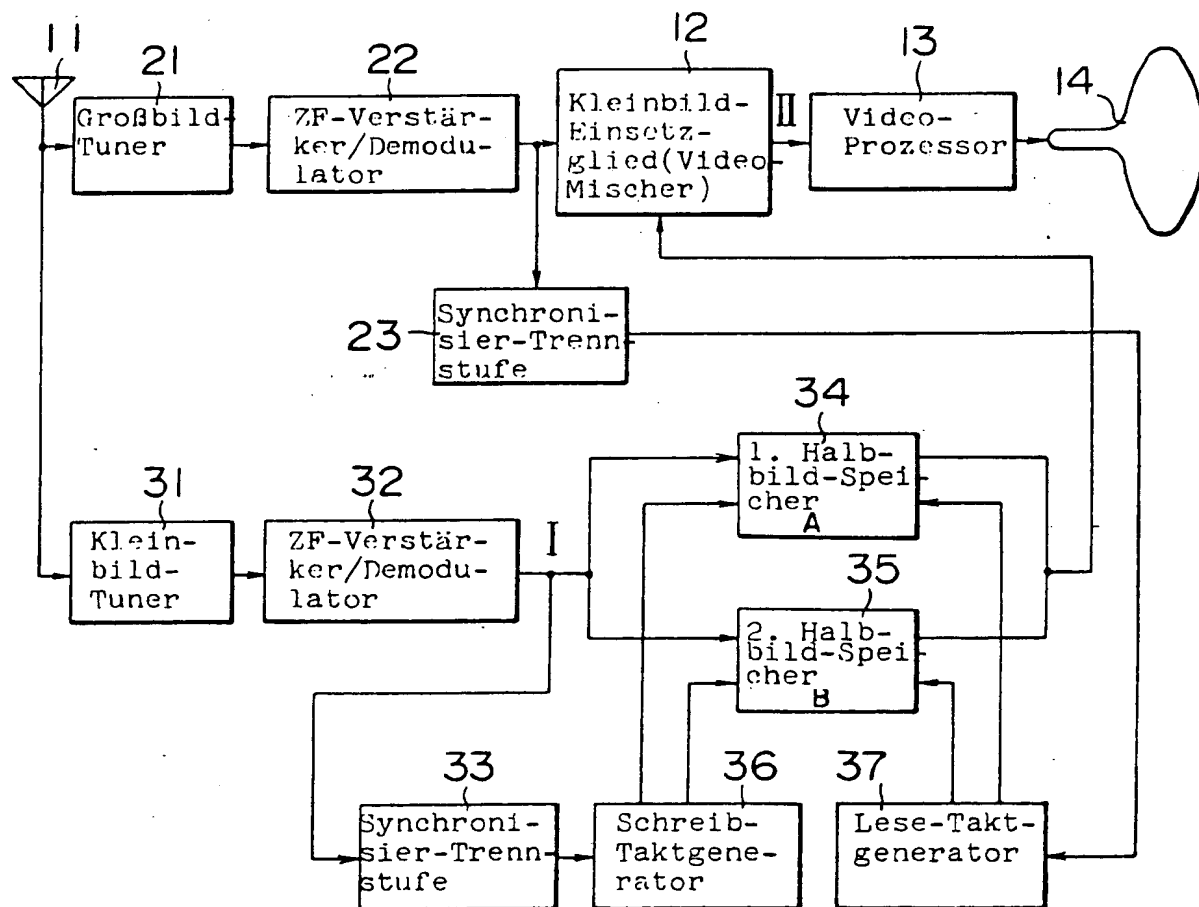 11
21
Großbild-
Tuner
22
ZF-Verstär-
ker/Demodu-
lator
12
Kleinbild-
Einsetz-
glied(Video-
Mischer)
II
13
Video-
Prozessor
14
23
Synchroni-
sier-Trenn-
stufe
34
1. Halb-
bild-Spei-
cher
A
31
Klein-
bild-
Tuner
32
ZF-Verstär-
ker/Demodu-
lator
I
35
2. Halb-
bild-Spei-
cher
B
33
Synchroni-
sier-Trenn-
stufe
36
Schreib-
Taktgene-
rator
37
Lese-Takt-
generator